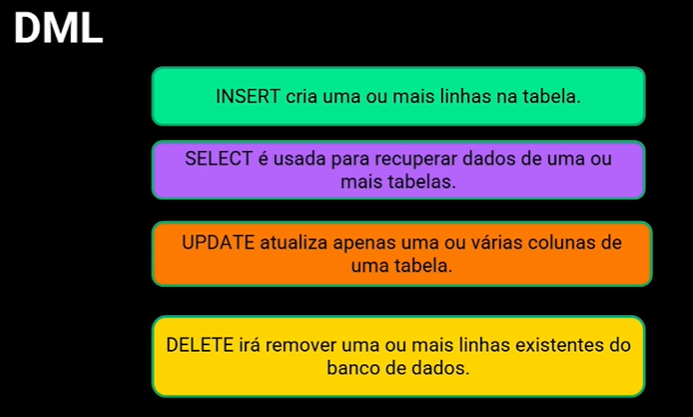 DML
INSERT cria uma ou mais linhas na tabela.
SELECT é usada para recuperar dados de uma ou
mais tabelas.
UPDATE atualiza apenas uma ou várias colunas de
uma tabela.
DELETE irá remover uma ou mais linhas existentes do
banco de dados.